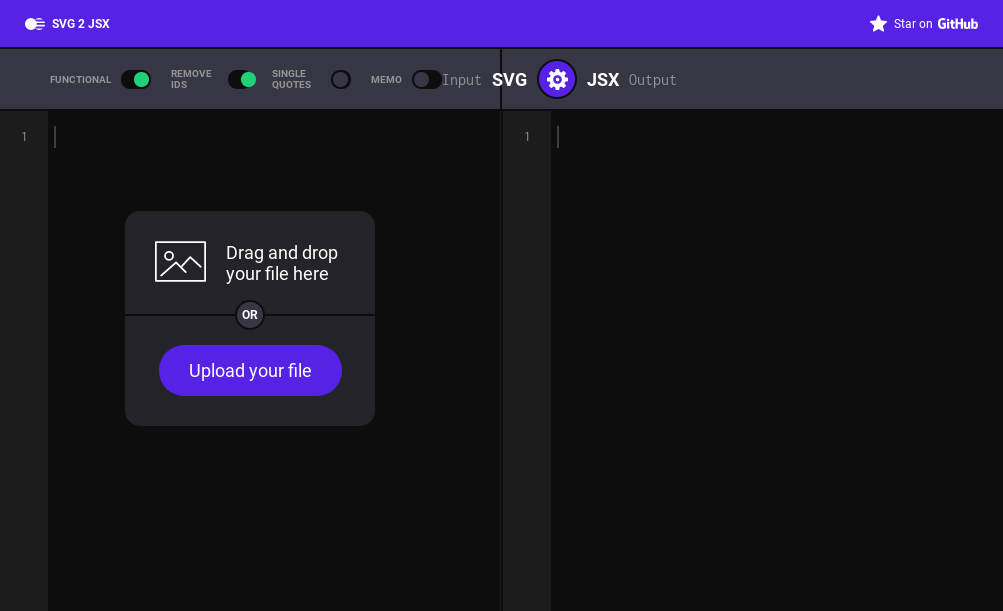 SVG 2 JSX
Star on GitHub
FUNCTIONAL
REMOVE
IDS
SINGLE
QUOTES
MEMO
Input SVG
JSX Output
1
1
Drag and drop
your file here
OR
Upload your file